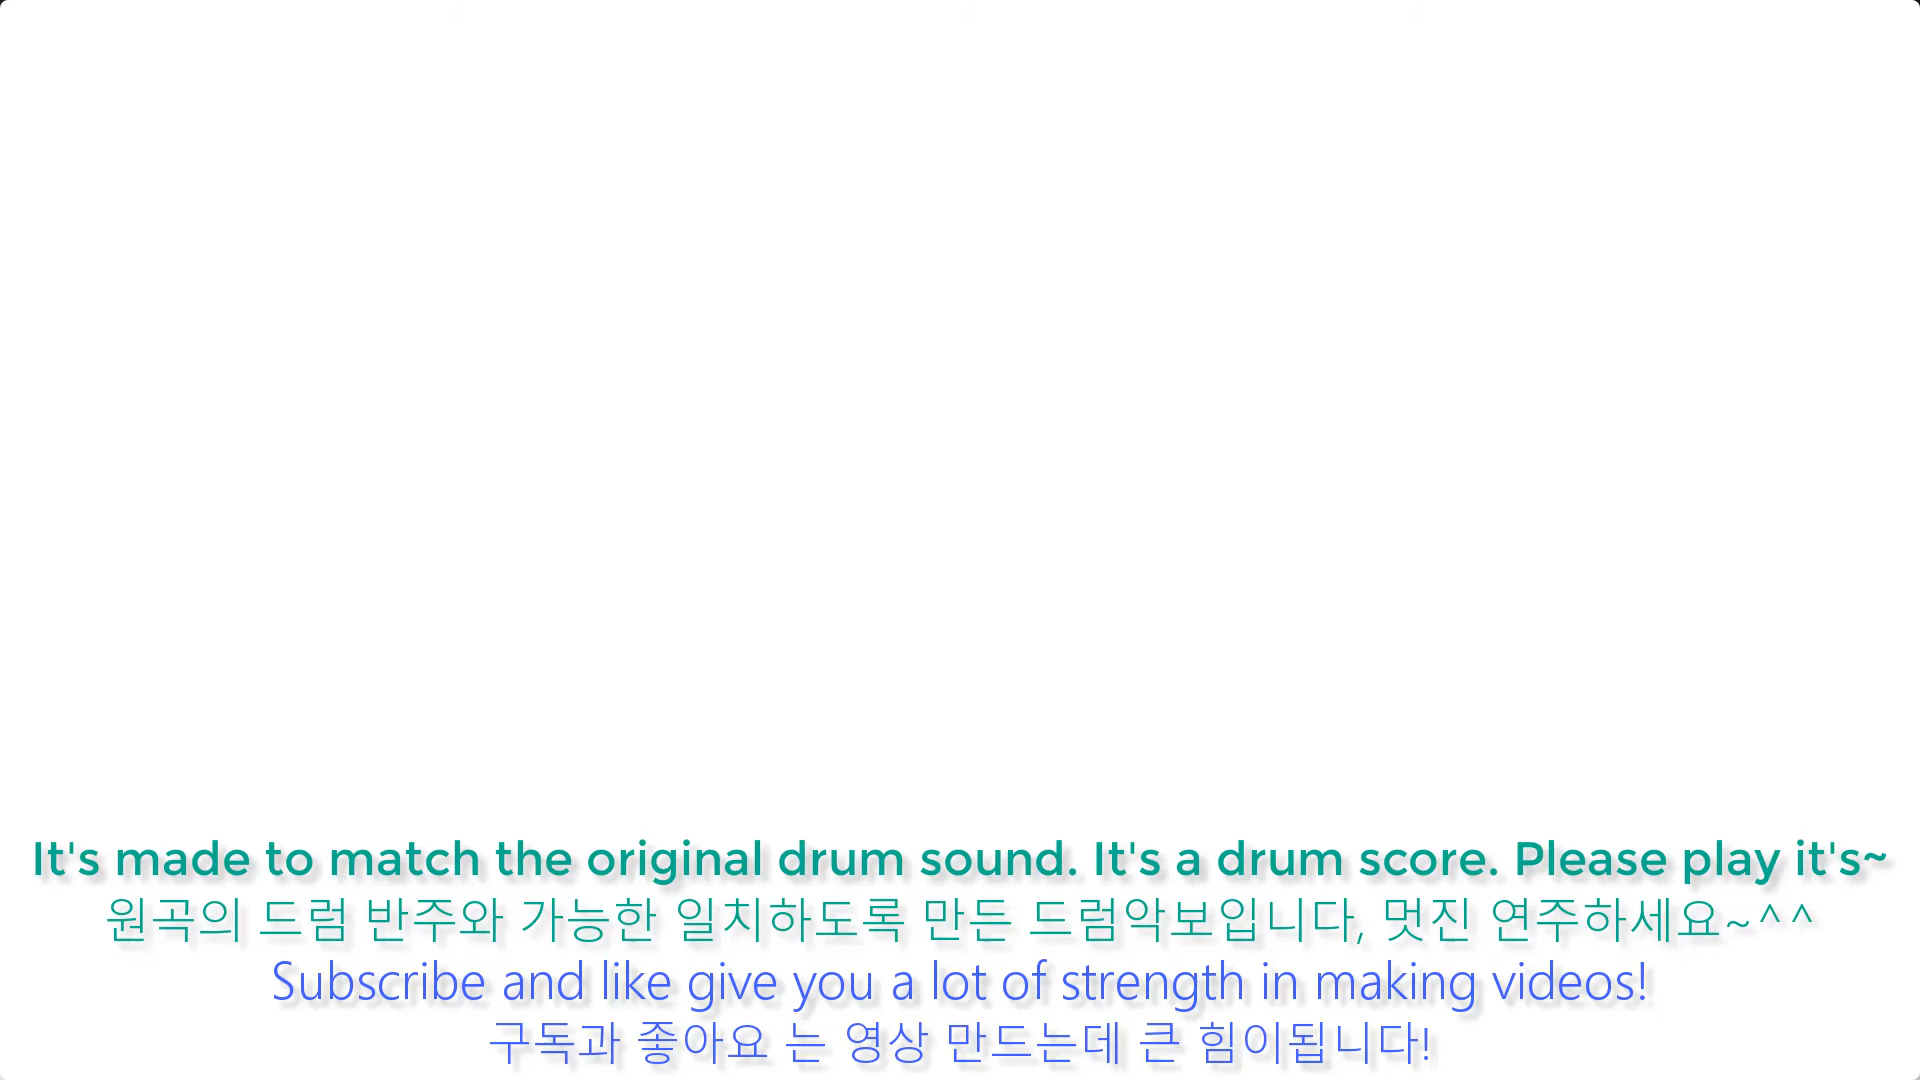 It's made to match the original drum sound. It's a drum score. Please play it's~
원곡의 드럼 반주와 가능한 일치하도록 만든 드럼악보입니다, 멋진 연주하세요~^^
Subscribe and like give you a lot of strength in making videos!
구독과 좋아요 는 영상 만드는데 큰 힘이됩니다!